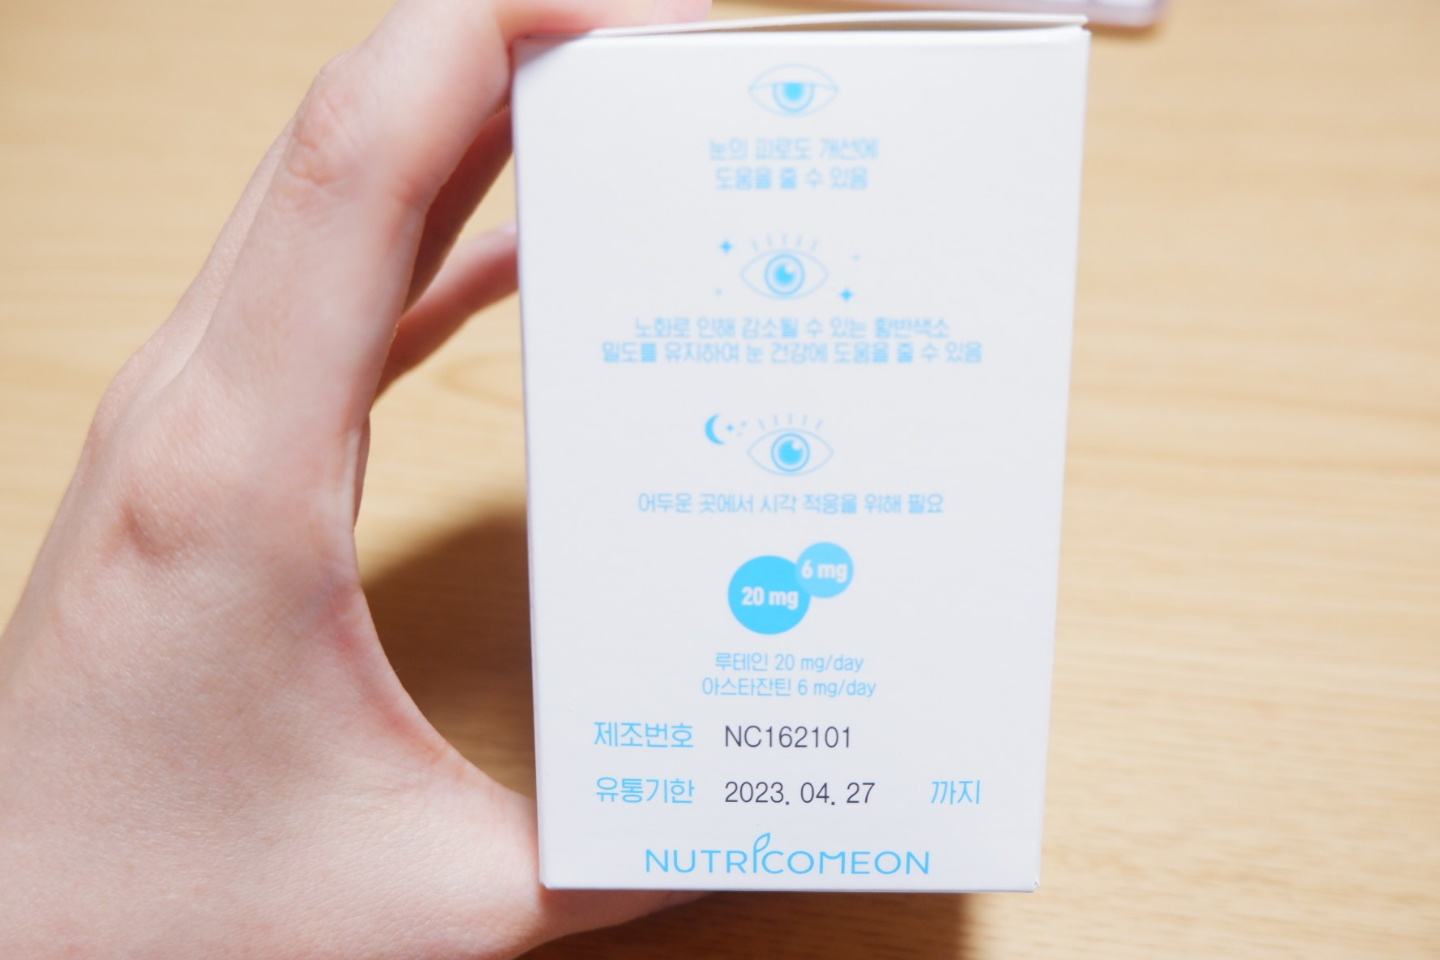 눈의 피로도 개선에
도움을 줄 수 있음
노화로 인해 감소될 수 있는 황반색소
밀도를 유지하여 눈 건강에 도움을 줄 수 있음
어두운 곳에서 시각 적응을 위해 필요
6 mg
20 mg
루테인 20 mg/day
아스타잔틴 6 mg/day
제조번호 NC162101
유통기한 2023. 04. 27 까지
NUTRICOMEON